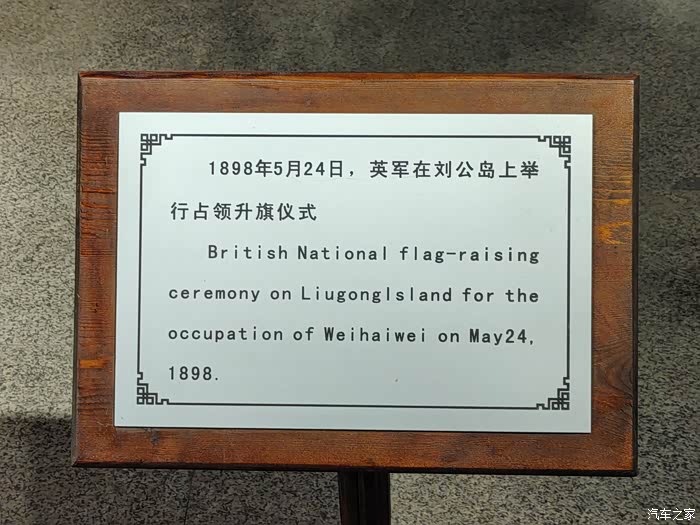 1898年5月24日，英军在刘公岛上举
行占领升旗仪式
British National flag-raising
ceremony on LiugongIsland for the
occupation of Weihaiwei on May24,
1898.
汽车之家